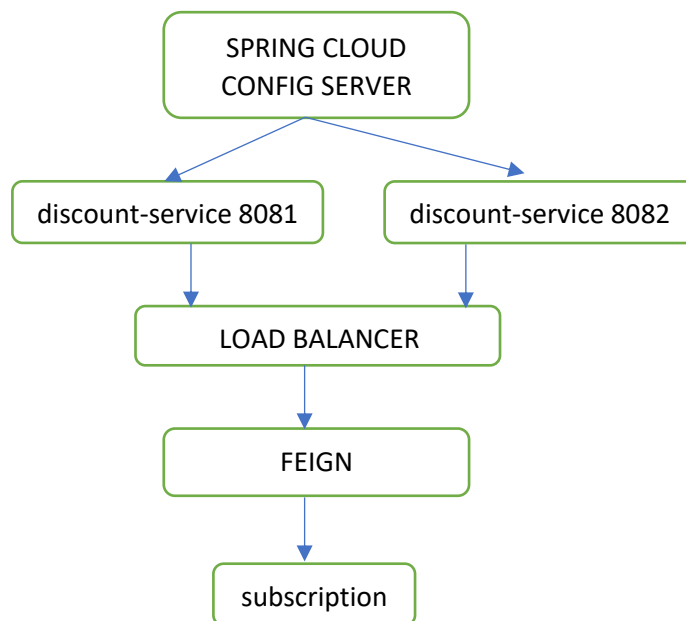 SPRING CLOUD
CONFIG SERVER
discount-service 8081
discount-service 8082
LOAD BALANCER
FEIGN
subscription